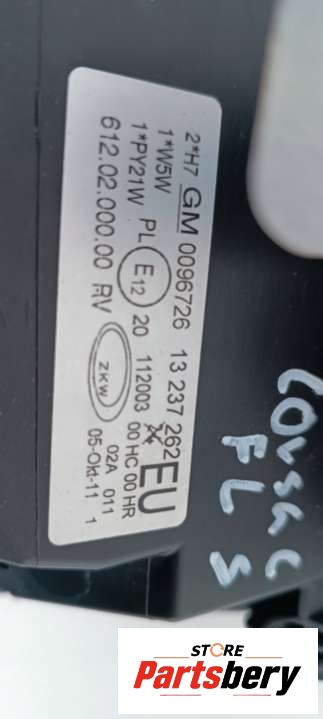 2*H7 GM 0096726 13 237 262 EU
1*W5W
1*PY21W PL E12 20 112003 00 HC 00 HR
612.02.000.00 RV ZKW 02A 011
05-Okt-11 1
CORSA C
FL
S
STORE
Partsbery